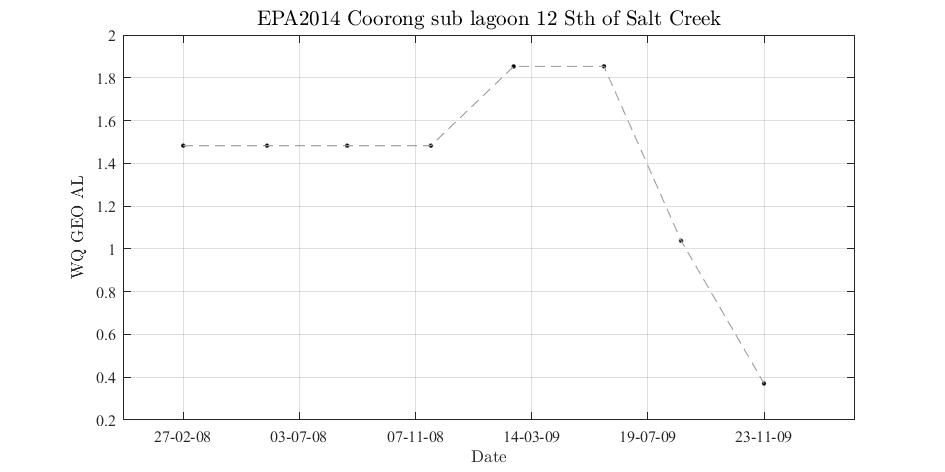 EPA2014 Coorong sub lagoon 12 Sth of Salt Creek
2
1.8
1.6
1.4
1.2
1
0.8
0.6
0.4
0.2
WQ GEO AL
27-02-08 03-07-08 07-11-08 14-03-09 19-07-09 23-11-09
Date